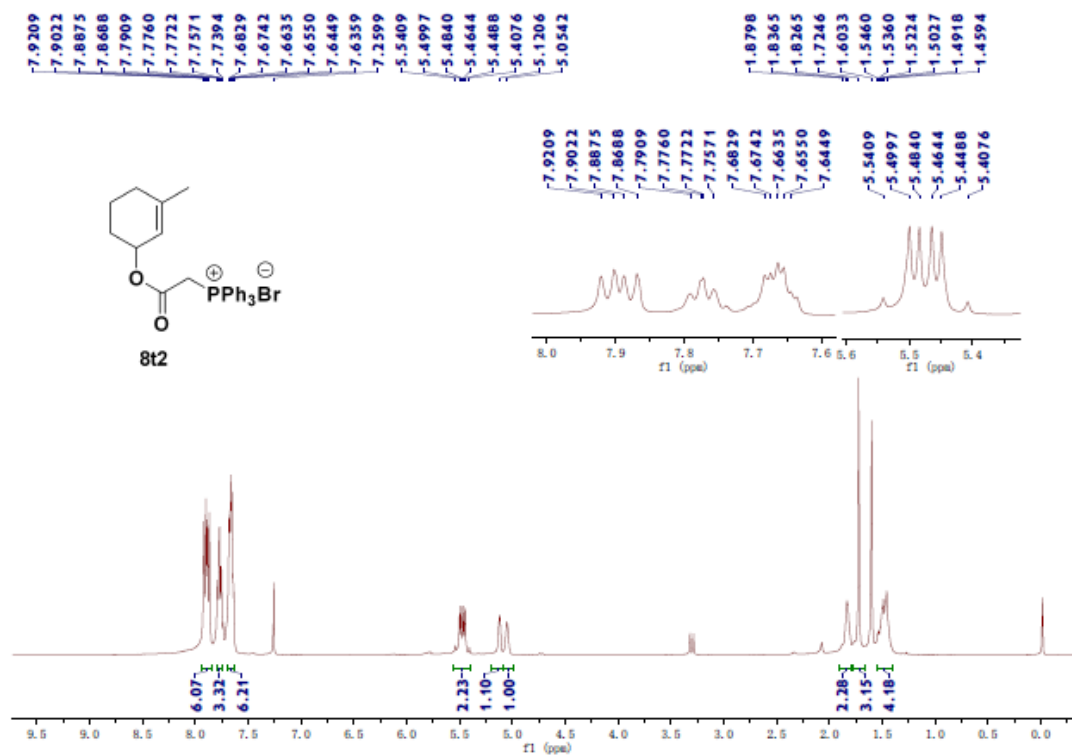 7.9209 7.9022 7.8875 7.8688 7.7909 7.7760 7.7722 7.7571 7.7394 7.6829 7.6742 7.6635 7.6550 7.6449 7.6359 7.2599 5.5409 5.4997 5.4840 5.4644 5.4488 5.4076 5.1206 5.0542
1.8798 1.8365 1.8265 1.7246 1.6033 1.5460 1.5360 1.5224 1.5027 1.4918 1.4594
7.9209 7.9022 7.8875 7.8688 7.7909 7.7760 7.7722 7.7571 7.6829 7.6742 7.6635 7.6550 7.6449
5.5409 5.4997 5.4840 5.4644 5.4488 5.4076
O
O
⊕ ⊖
PPh3Br
8t2
8.0 7.9 7.8 7.7 7.6
f1 (ppm)
5.6 5.5 5.4
f1 (ppm)
6.07 3.32 6.21 2.23 1.10 1.00 2.28 3.15 4.18
9.5 9.0 8.5 8.0 7.5 7.0 6.5 6.0 5.5 5.0 4.5 4.0 3.5 3.0 2.5 2.0 1.5 1.0 0.5 0.0
f1 (ppm)